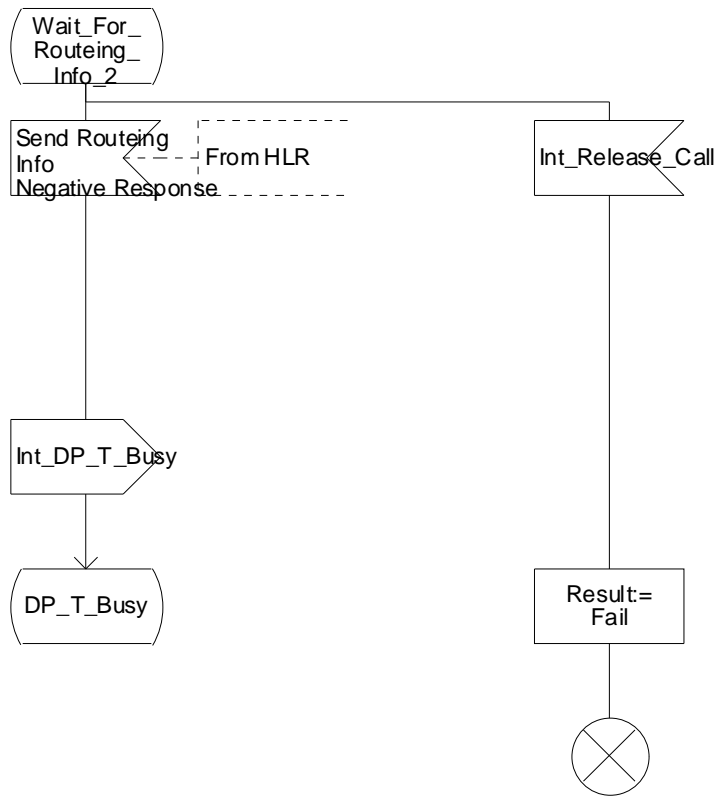 Wait_For_
Routeing_
Info_2
Send Routeing
Info
Negative Response
From HLR
Int_Release_Call
Int_DP_T_Busy
DP_T_Busy
Result:=
Fail